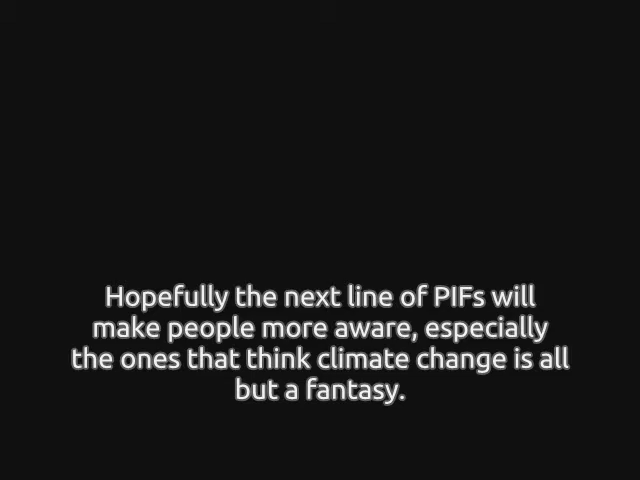 Hopefully the next line of PIFs will
make people more aware, especially
the ones that think climate change is all
but a fantasy.